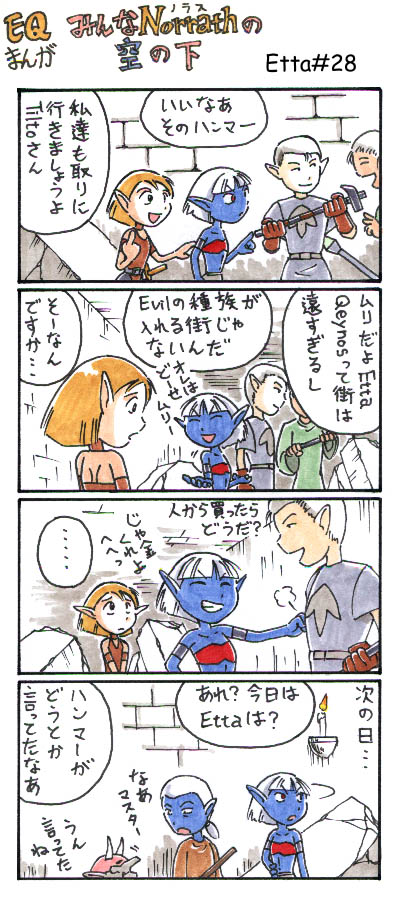 EQ
まんが
みんなNorrathの
ノラス
空の下
Etta#28
いいなあ
そのハンマー
私達も取りに
行きましょうよ
Tiltoさん
ムリだよEtta
Qeynosって街は
遠すぎるし
Evilの種族が
入れる街じゃ
ないんだ
オレは
どーせ
ムリ
そーなん
ですか…
人から買ったら
どうだ?
じゃ金
くれよ
へへっ
・・・・・
次の日…
あれ?今日は
Ettaは?
ハンマーが
どうとか
言ってたなあ
なあ
マスター
うん
言ってた
ね